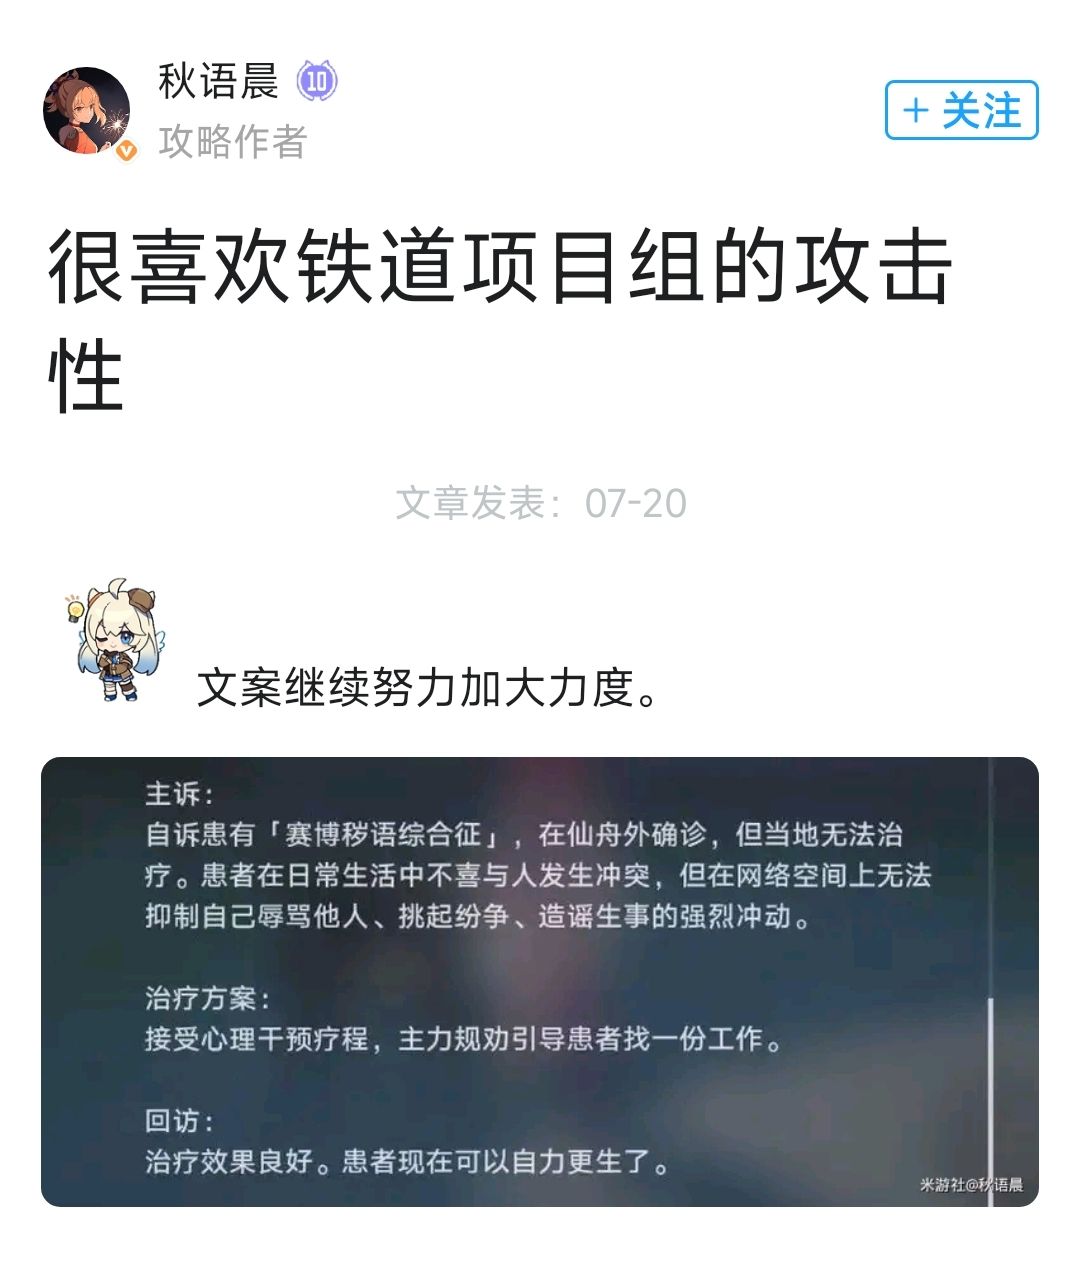 秋语晨 10
攻略作者
+ 关注
很喜欢铁道项目组的攻击
性
文章发表：07-20
文案继续努力加大力度。
主诉：
自诉患有「赛博秽语综合征」，在仙舟外确诊，但当地无法治
疗。患者在日常生活中不喜与人发生冲突，但在网络空间上无法
抑制自己辱骂他人、挑起纷争、造谣生事的强烈冲动。
治疗方案：
接受心理干预疗程，主力规劝引导患者找一份工作。
回访：
治疗效果良好。患者现在可以自力更生了。
米游社@秋语晨